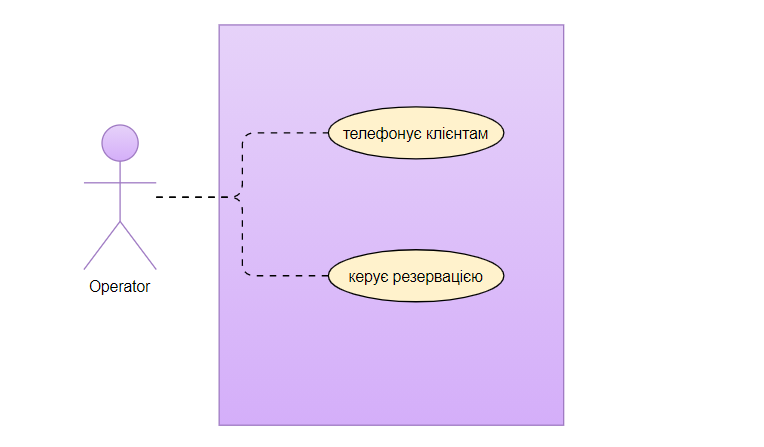 телефонує клієнтам
керує резервацією
Operator